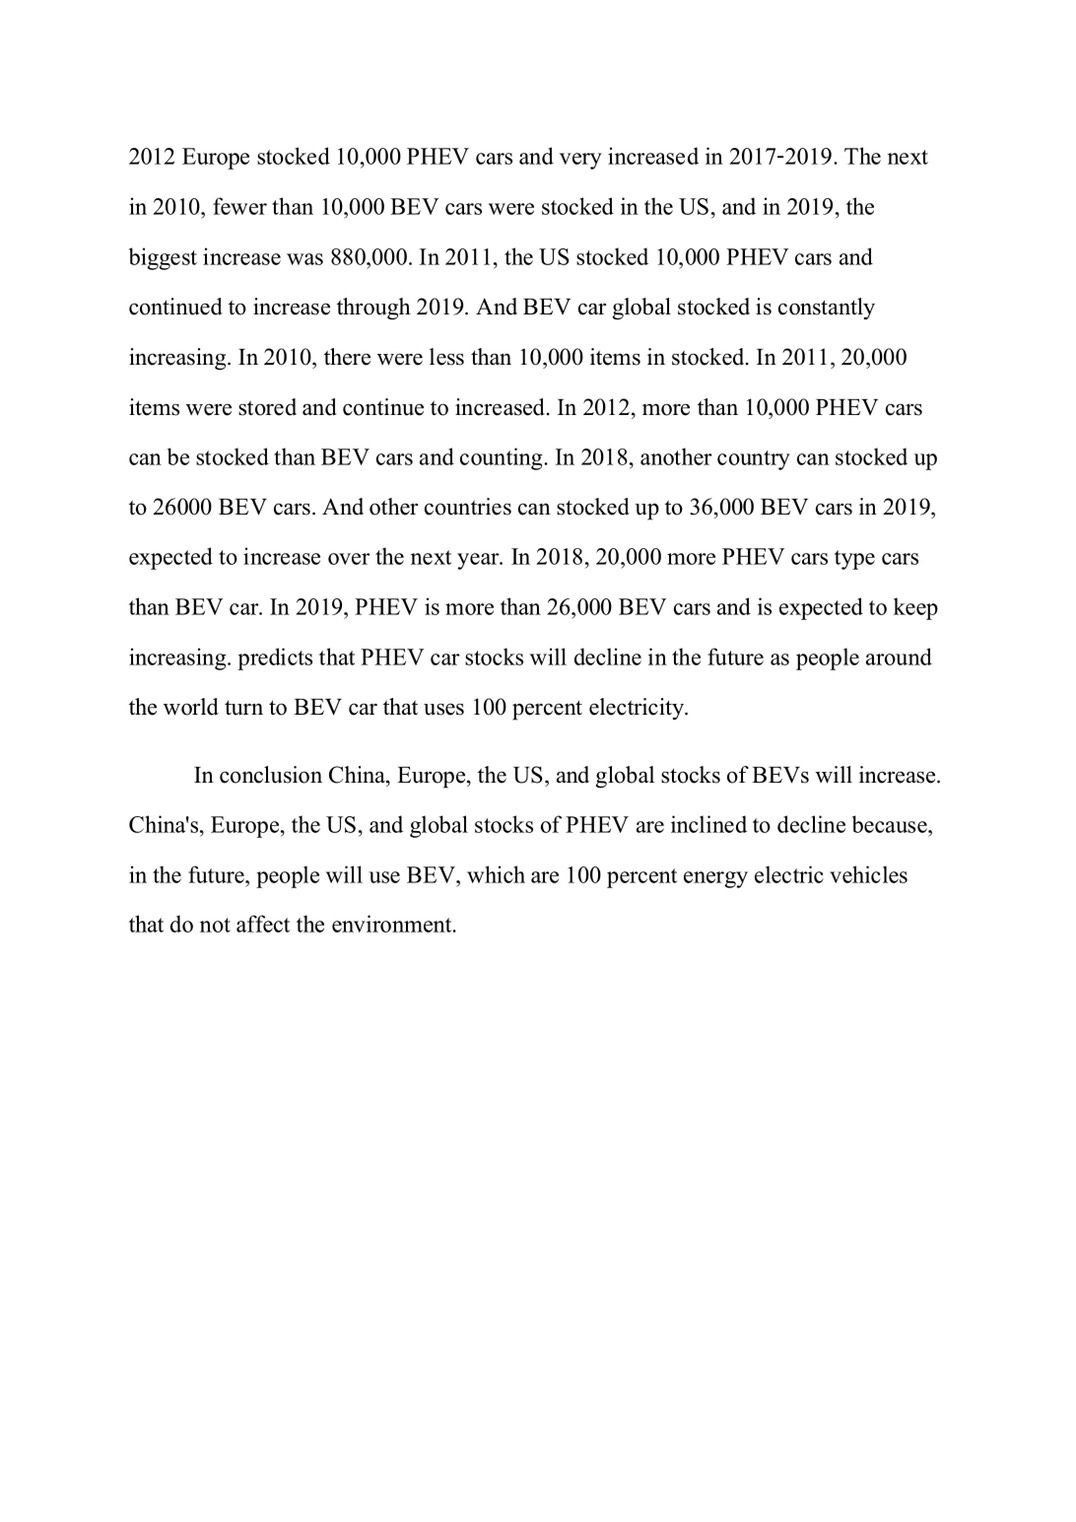 2012 Europe stocked 10,000 PHEV cars and very increased in 2017-2019. The next
in 2010, fewer than 10,000 BEV cars were stocked in the US, and in 2019, the
biggest increase was 880,000. In 2011, the US stocked 10,000 PHEV cars and
continued to increase through 2019. And BEV car global stocked is constantly
increasing. In 2010, there were less than 10,000 items in stocked. In 2011, 20,000
items were stored and continue to increased. In 2012, more than 10,000 PHEV cars
can be stocked than BEV cars and counting. In 2018, another country can stocked up
to 26000 BEV cars. And other countries can stocked up to 36,000 BEV cars in 2019,
expected to increase over the next year. In 2018, 20,000 more PHEV cars type cars
than BEV car. In 2019, PHEV is more than 26,000 BEV cars and is expected to keep
increasing. predicts that PHEV car stocks will decline in the future as people around
the world turn to BEV car that uses 100 percent electricity.
In conclusion China, Europe, the US, and global stocks of BEVs will increase.
China's, Europe, the US, and global stocks of PHEV are inclined to decline because,
in the future, people will use BEV, which are 100 percent energy electric vehicles
that do not affect the environment.